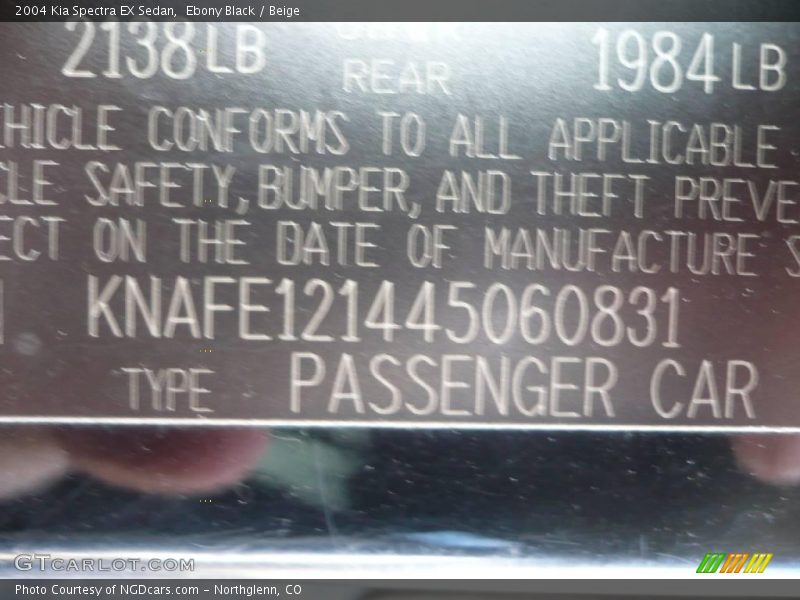 2004 Kia Spectra EX Sedan, Ebony Black / Beige
2138LB 1984LB
REAR
EHICLE CONFORMS TO ALL APPLICABLE
CLE SAFETY, BUMPER, AND THEFT PREVE
ECT ON THE DATE OF MANUFACTURE S
KNAFE121445060831
TYPE PASSENGER CAR
GTCARLOT.COM
Photo Courtesy of NGDcars.com – Northglenn, CO